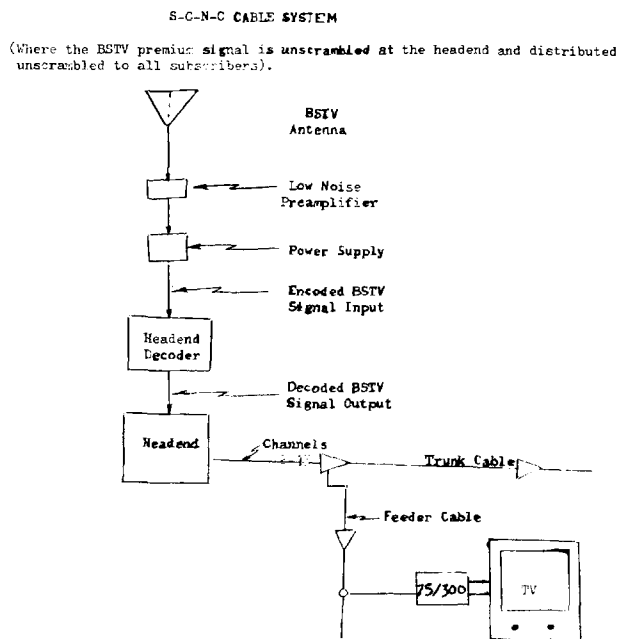 S-C-N-C CABLE SYSTEM
(Where the BSTV premium signal is unscrambled at the headend and distributed
unscrambled to all subscribers).
BSTV
Antenna
Low Noise
Preamplifier
Power Supply
Encoded BSTV
Signal Input
Headend
Decoder
Decoded BSTV
Signal Output
Headend
Channels
Trunk Cable
Feeder Cable
75/300
TV